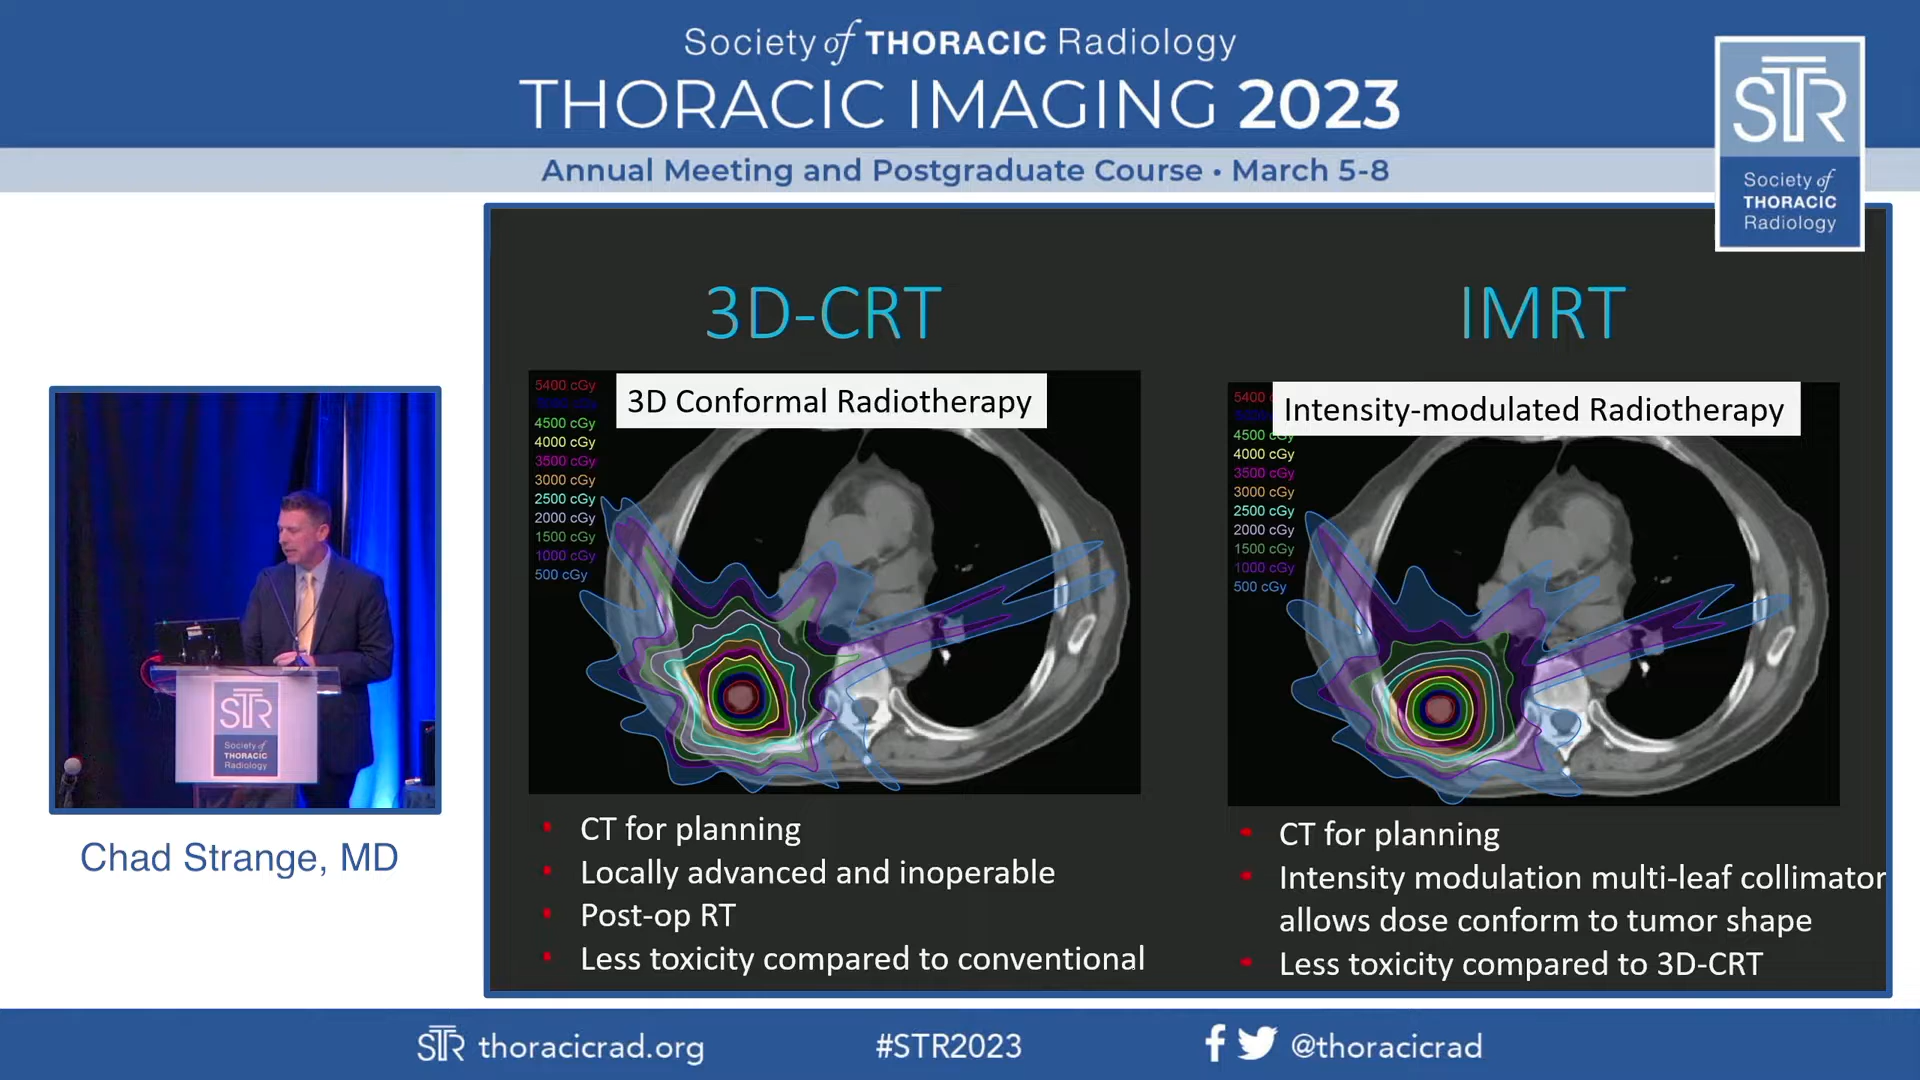 Society of THORACIC Radiology
THORACIC IMAGING 2023
Annual Meeting and Postgraduate Course • March 5-8
STR
Society of
THORACIC
Radiology
3D-CRT
3D Conformal Radiotherapy
5400 cGy
4500 cGy
4000 cGy
3500 cGy
3000 cGy
2500 cGy
2000 cGy
1500 cGy
1000 cGy
500 cGy
• CT for planning
• Locally advanced and inoperable
• Post-op RT
• Less toxicity compared to conventional
IMRT
Intensity-modulated Radiotherapy
5400
4500 cGy
4000 cGy
3500 cGy
3000 cGy
2500 cGy
2000 cGy
1500 cGy
1000 cGy
500 cGy
• CT for planning
• Intensity modulation multi-leaf collimator
allows dose conform to tumor shape
• Less toxicity compared to 3D-CRT
STR
Society of
THORACIC
Radiology
Chad Strange, MD
STR thoracicrad.org
#STR2023
@thoracicrad